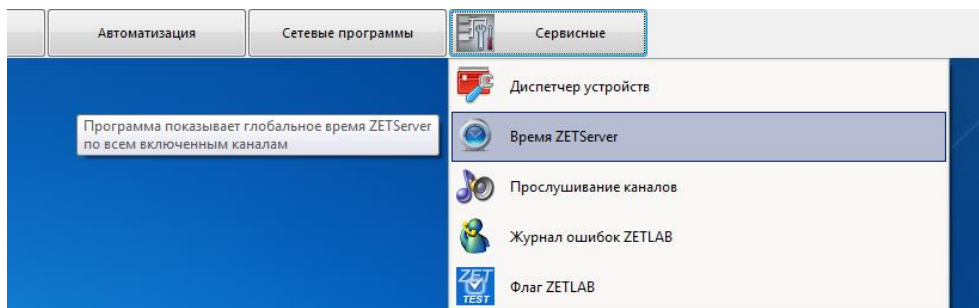 Автоматизация
Сетевые программы
Сервисные
Диспетчер устройств
Программа показывает глобальное время ZETServer
по всем включенным каналам
Время ZETServer
Прослушивание каналов
Журнал ошибок ZETLAB
ZET
TEST
Флаг ZETLAB